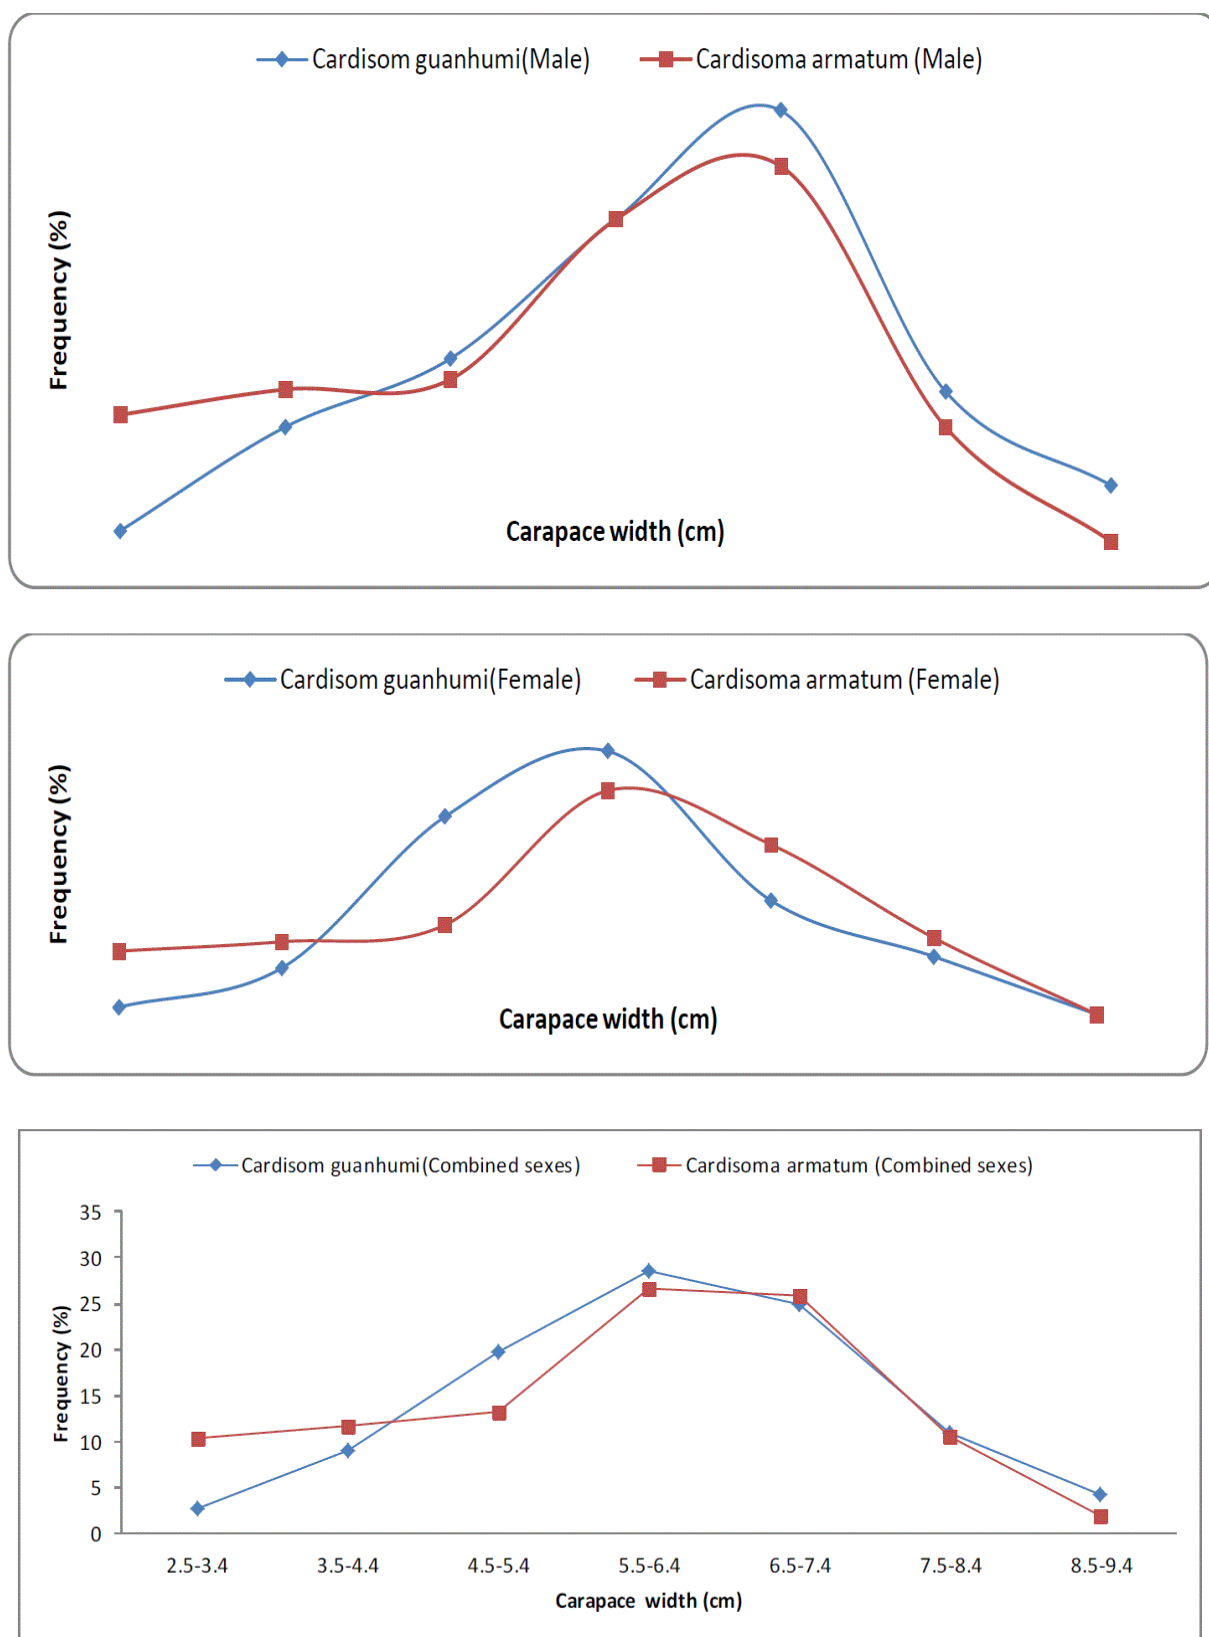 Cardisom guanhumi(Male) Cardisoma armatum (Male)
Frequency (%)
Carapace width (cm)
Cardisom guanhumi(Female) Cardisoma armatum (Female)
Frequency (%)
Carapace width (cm)
Cardisom guanhumi(Combined sexes) Cardisoma armatum (Combined sexes)
Frequency (%)
35
30
25
20
15
10
5
0
2.5-3.4 3.5-4.4 4.5-5.4 5.5-6.4 6.5-7.4 7.5-8.4 8.5-9.4
Carapace width (cm)